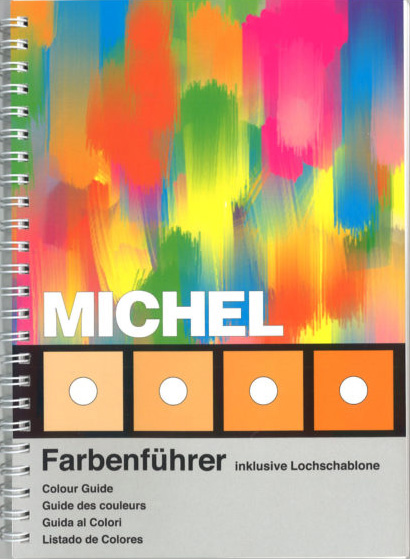 MICHEL
Farbenführer inklusive Lochschablone
Colour Guide
Guide des couleurs
Guida al Colori
Listado de Colores